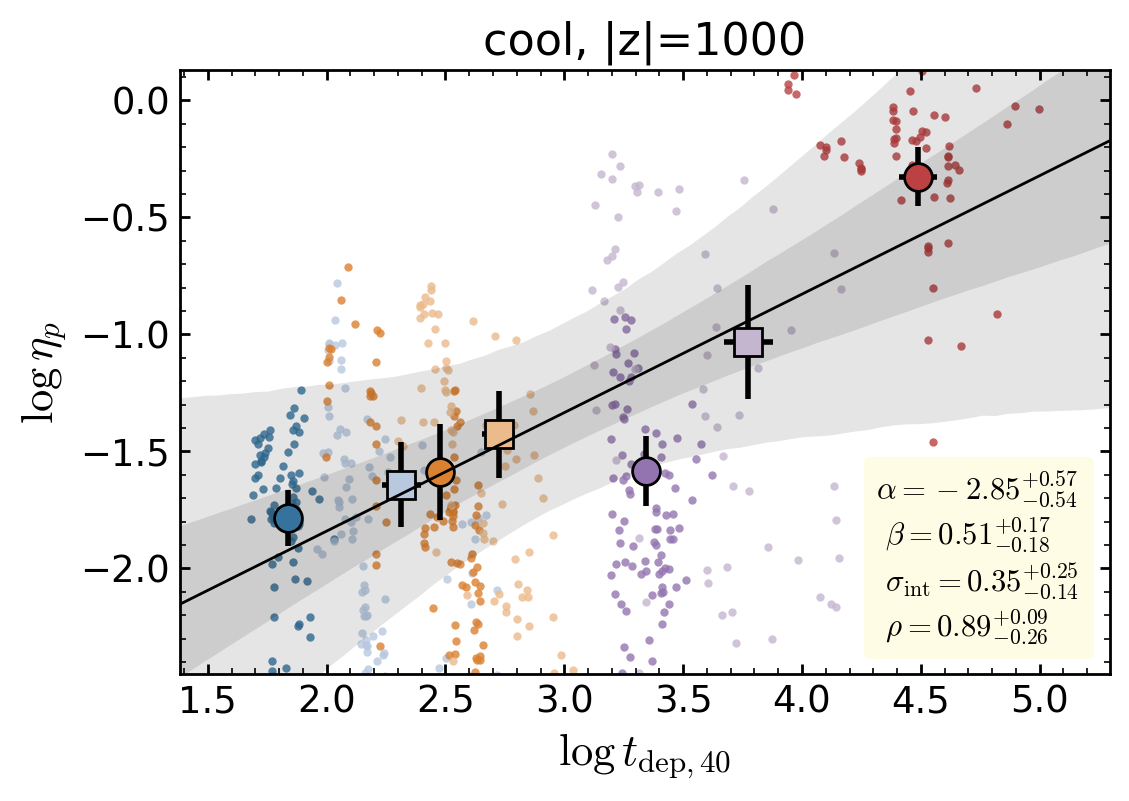 cool, |z|=1000
log η_p
0.0
−0.5
−1.0
−1.5
−2.0
α = −2.85^{+0.57}_{−0.54}
β = 0.51^{+0.17}_{−0.18}
σ_int = 0.35^{+0.25}_{−0.14}
ρ = 0.89^{+0.09}_{−0.26}
1.5 2.0 2.5 3.0 3.5 4.0 4.5 5.0
log t_{dep, 40}